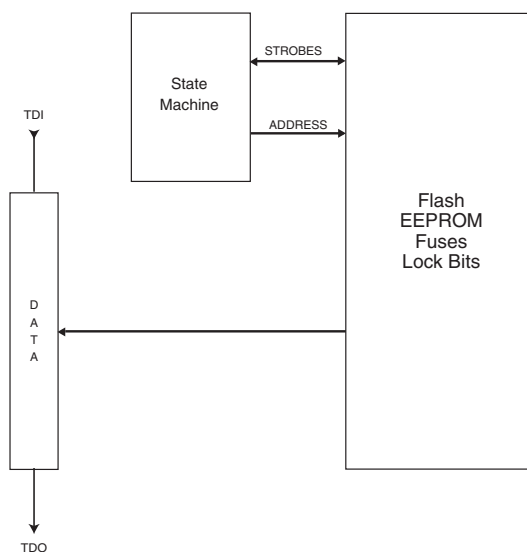 STROBES
State
Machine
ADDRESS
TDI
Flash
EEPROM
Fuses
Lock Bits
D
A
T
A
TDO